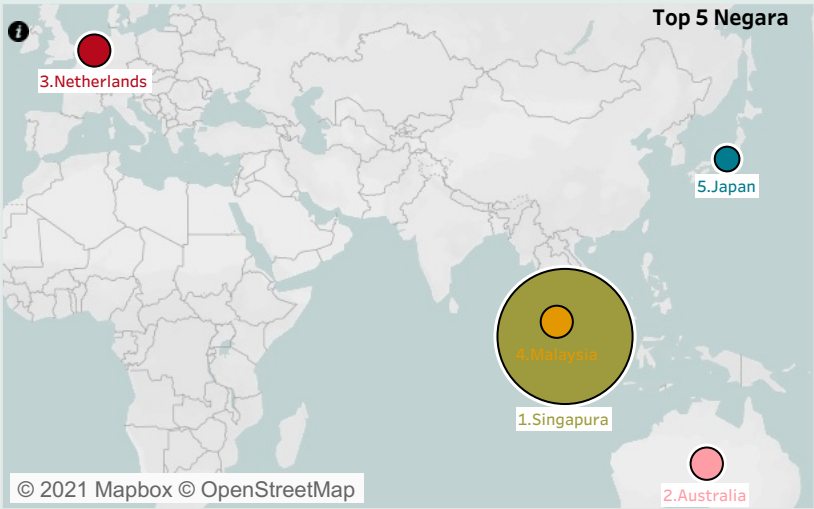 Top 5 Negara
i
3.Netherlands
5.Japan
4.Malaysia
1.Singapura
2.Australia
© 2021 Mapbox © OpenStreetMap